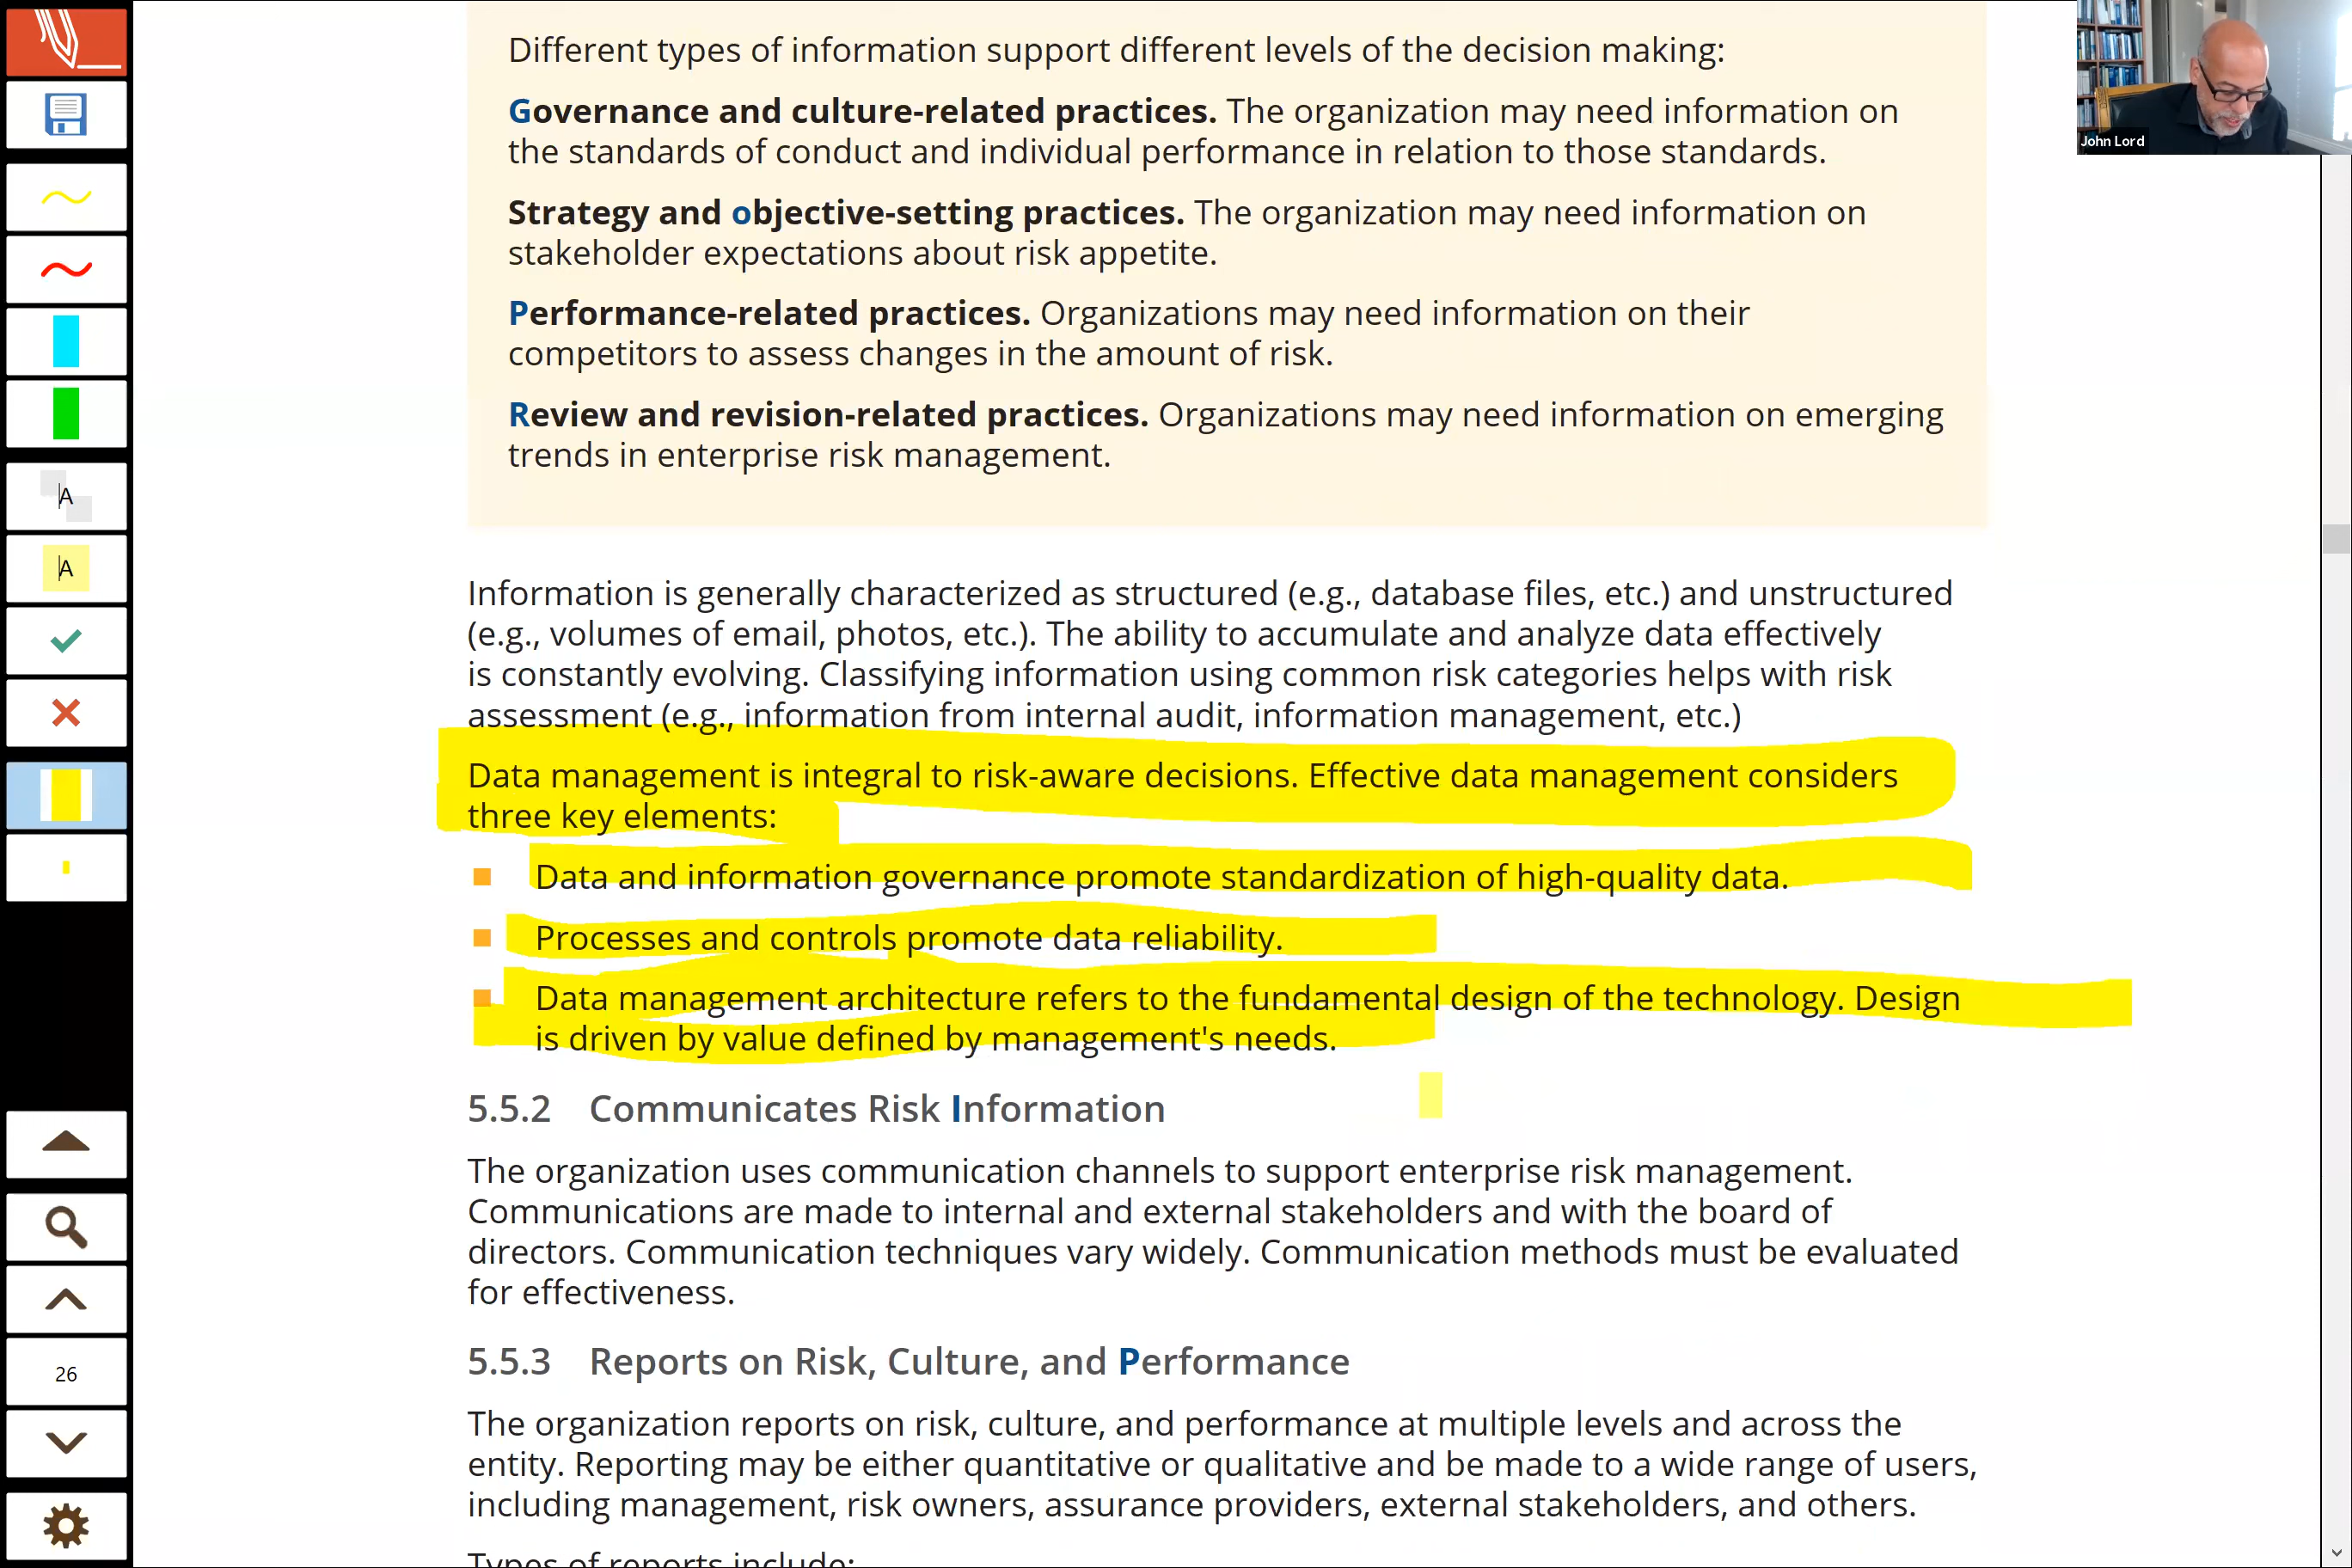 Different types of information support different levels of the decision making:
Governance and culture-related practices. The organization may need information on
the standards of conduct and individual performance in relation to those standards.
Strategy and objective-setting practices. The organization may need information on
stakeholder expectations about risk appetite.
Performance-related practices. Organizations may need information on their
competitors to assess changes in the amount of risk.
Review and revision-related practices. Organizations may need information on emerging
trends in enterprise risk management.
John Lord
A
A
Information is generally characterized as structured (e.g., database files, etc.) and unstructured
(e.g., volumes of email, photos, etc.). The ability to accumulate and analyze data effectively
is constantly evolving. Classifying information using common risk categories helps with risk
assessment (e.g., information from internal audit, information management, etc.)
Data management is integral to risk-aware decisions. Effective data management considers
three key elements:
Data and information governance promote standardization of high-quality data.
Processes and controls promote data reliability.
Data management architecture refers to the fundamental design of the technology. Design
is driven by value defined by management's needs.
5.5.2 Communicates Risk Information
The organization uses communication channels to support enterprise risk management.
Communications are made to internal and external stakeholders and with the board of
directors. Communication techniques vary widely. Communication methods must be evaluated
for effectiveness.
5.5.3 Reports on Risk, Culture, and Performance
26
The organization reports on risk, culture, and performance at multiple levels and across the
entity. Reporting may be either quantitative or qualitative and be made to a wide range of users,
including management, risk owners, assurance providers, external stakeholders, and others.
Types of reports include: